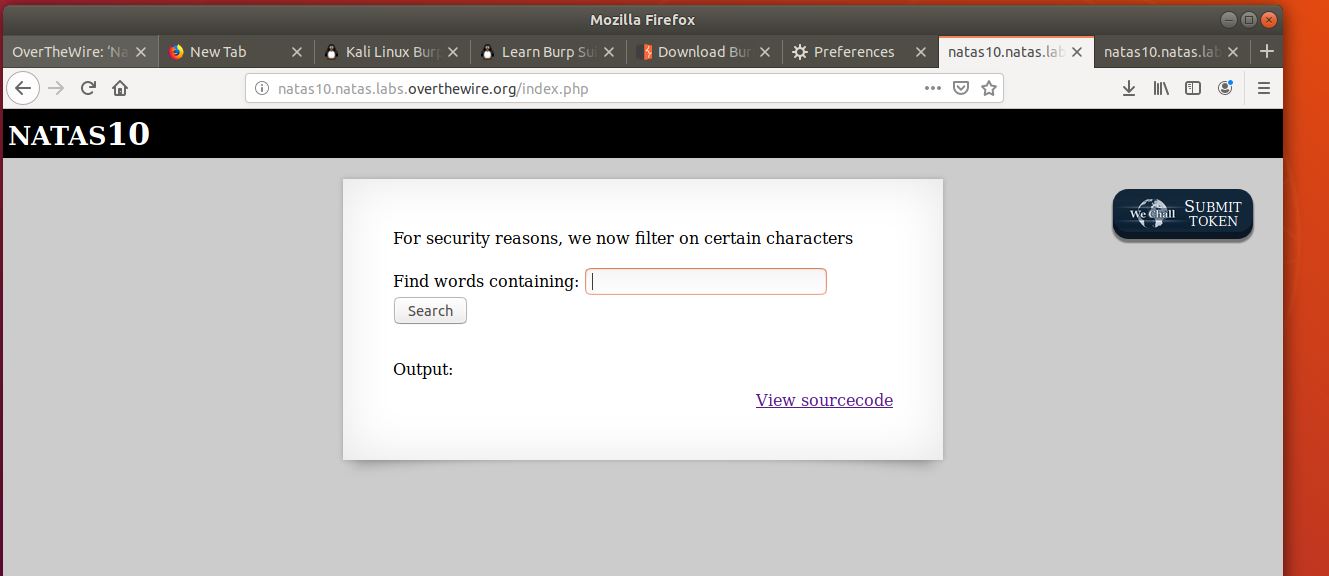 Mozilla Firefox
OverTheWire: 'Na
New Tab
Kali Linux Burp
Learn Burp Sui
Download Bur
Preferences
natas10.natas.lab
natas10.natas.lab
natas10.natas.labs.overthewire.org/index.php
NATAS10
We Chall
SUBMIT
TOKEN
For security reasons, we now filter on certain characters
Find words containing:
Search
Output:
View sourcecode